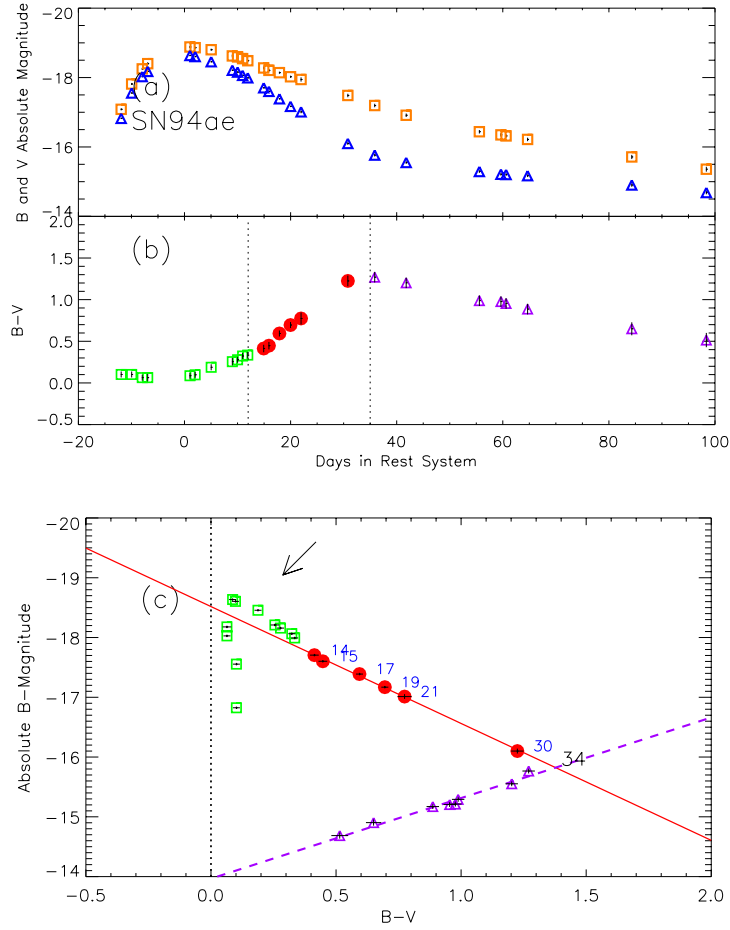 -20
-18
-16
-14
B and V Absolute Magnitude
(a)
SN94ae
2.0
1.5
1.0
0.5
0.0
-0.5
B-V
(b)
-20 0 20 40 60 80 100
Days in Rest System
-20
-19
-18
-17
-16
-15
-14
Absolute B-Magnitude
(c)
14
15
17
19
21
30
34
-0.5 0.0 0.5 1.0 1.5 2.0
B-V